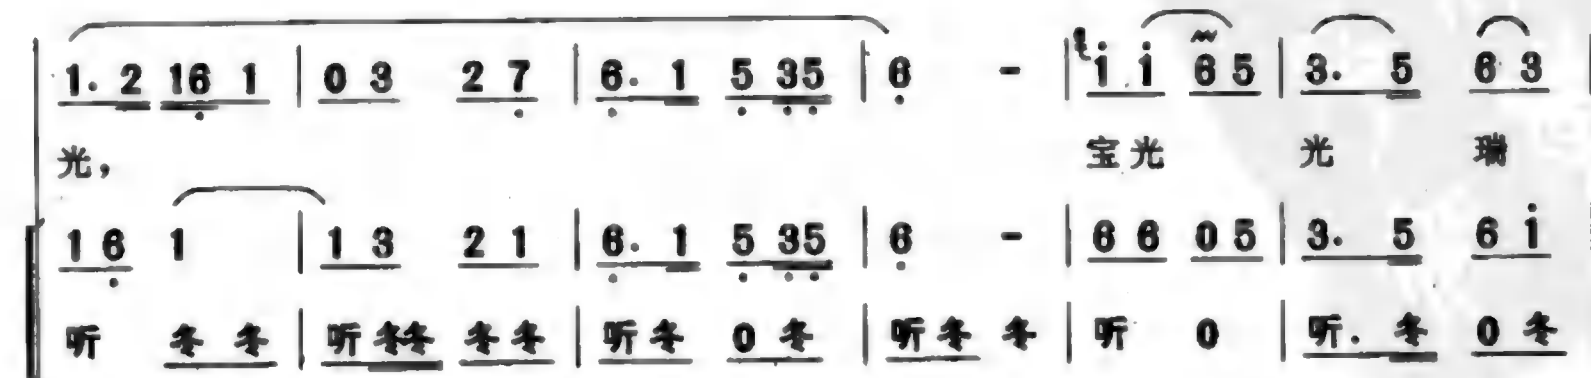 1. 2 16 1 | 0 3 2 7 | 6. 1 5 35 | 6 - | i i 6 5 | 3. 5 6 3
光， 宝 光 光 瑞
1 6 1 | 1 3 2 1 | 6. 1 5 35 | 6 - | 6 6 0 5 | 3. 5 6 i
听 冬 冬 | 听 冬冬 冬 冬 | 听 冬 0 冬 | 听 冬 冬 | 听 0 | 听. 冬 0 冬